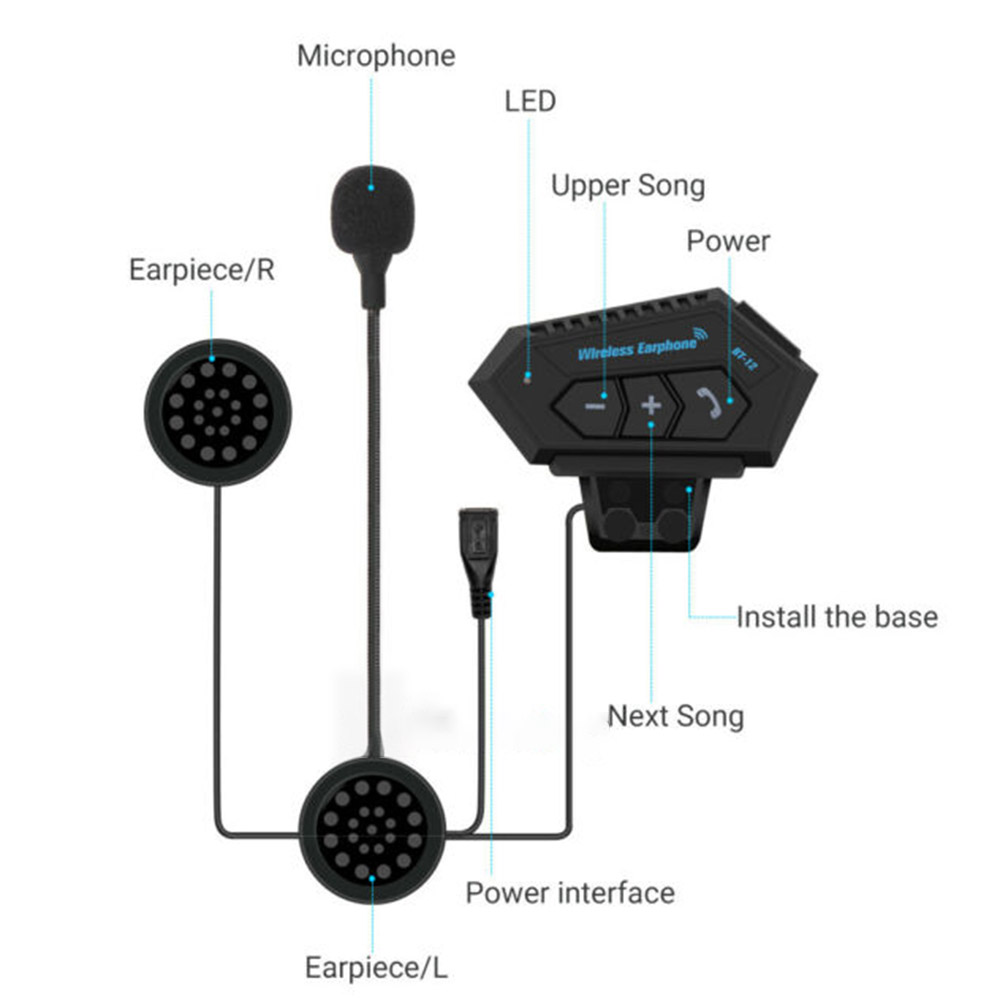 Microphone
LED
Upper Song
Power
Earpiece/R
Wireless Earphone
BT-12
−
+
Install the base
Next Song
Power interface
Earpiece/L